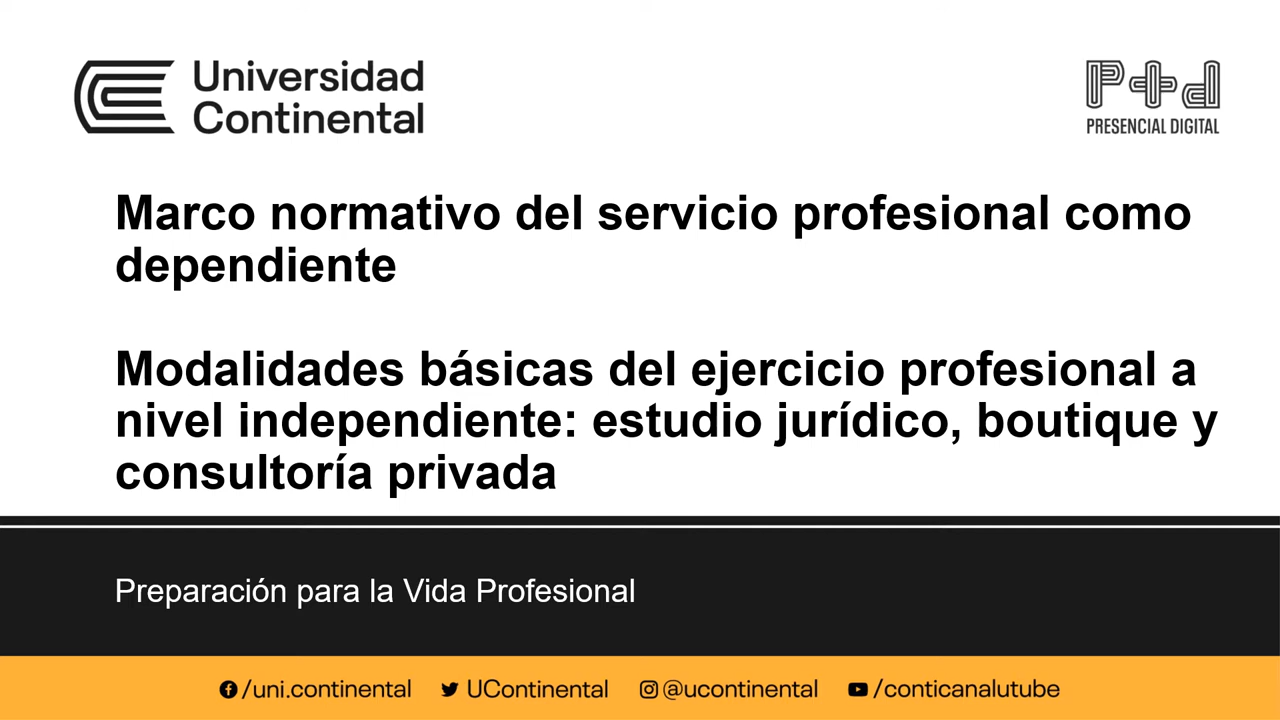 Universidad
Continental
P+d
PRESENCIAL DIGITAL
Marco normativo del servicio profesional como
dependiente
Modalidades básicas del ejercicio profesional a
nivel independiente: estudio jurídico, boutique y
consultoría privada
Preparación para la Vida Profesional
/uni.continental UContinental @ucontinental /conticanalutube